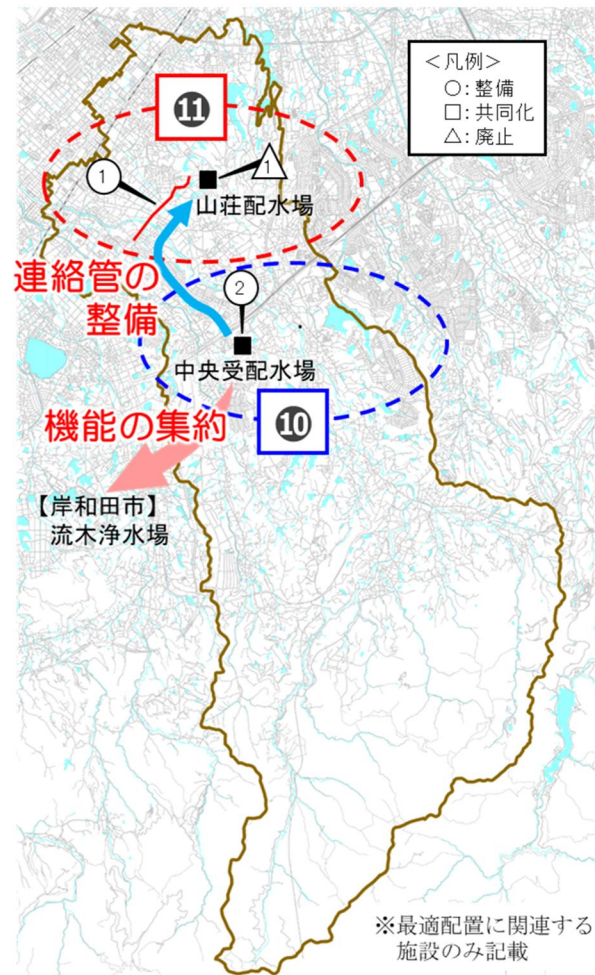 <凡例>
○:整備
□:共同化
△:廃止
⓫
1
1
山荘配水場
連絡管の
整備
2
中央受配水場
❿
機能の集約
【岸和田市】
流木浄水場
※最適配置に関連する
施設のみ記載